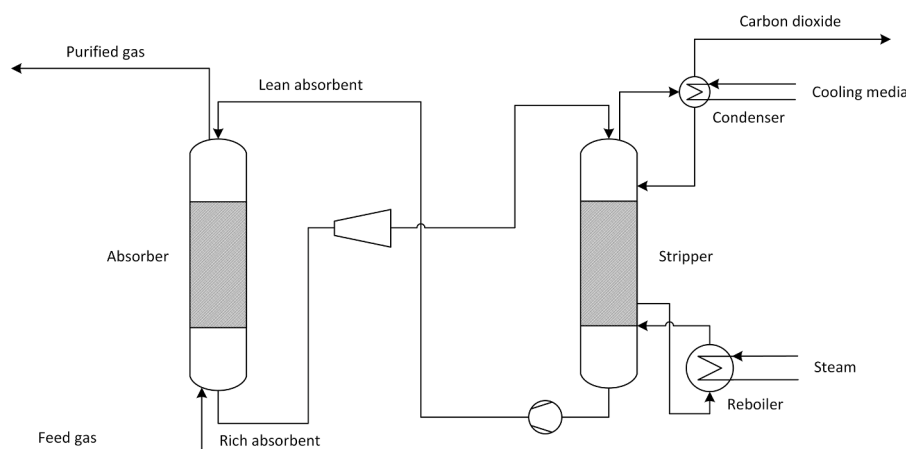 Carbon dioxide
Purified gas
Lean absorbent
Cooling media
Condenser
Absorber
Stripper
Steam
Reboiler
Feed gas
Rich absorbent